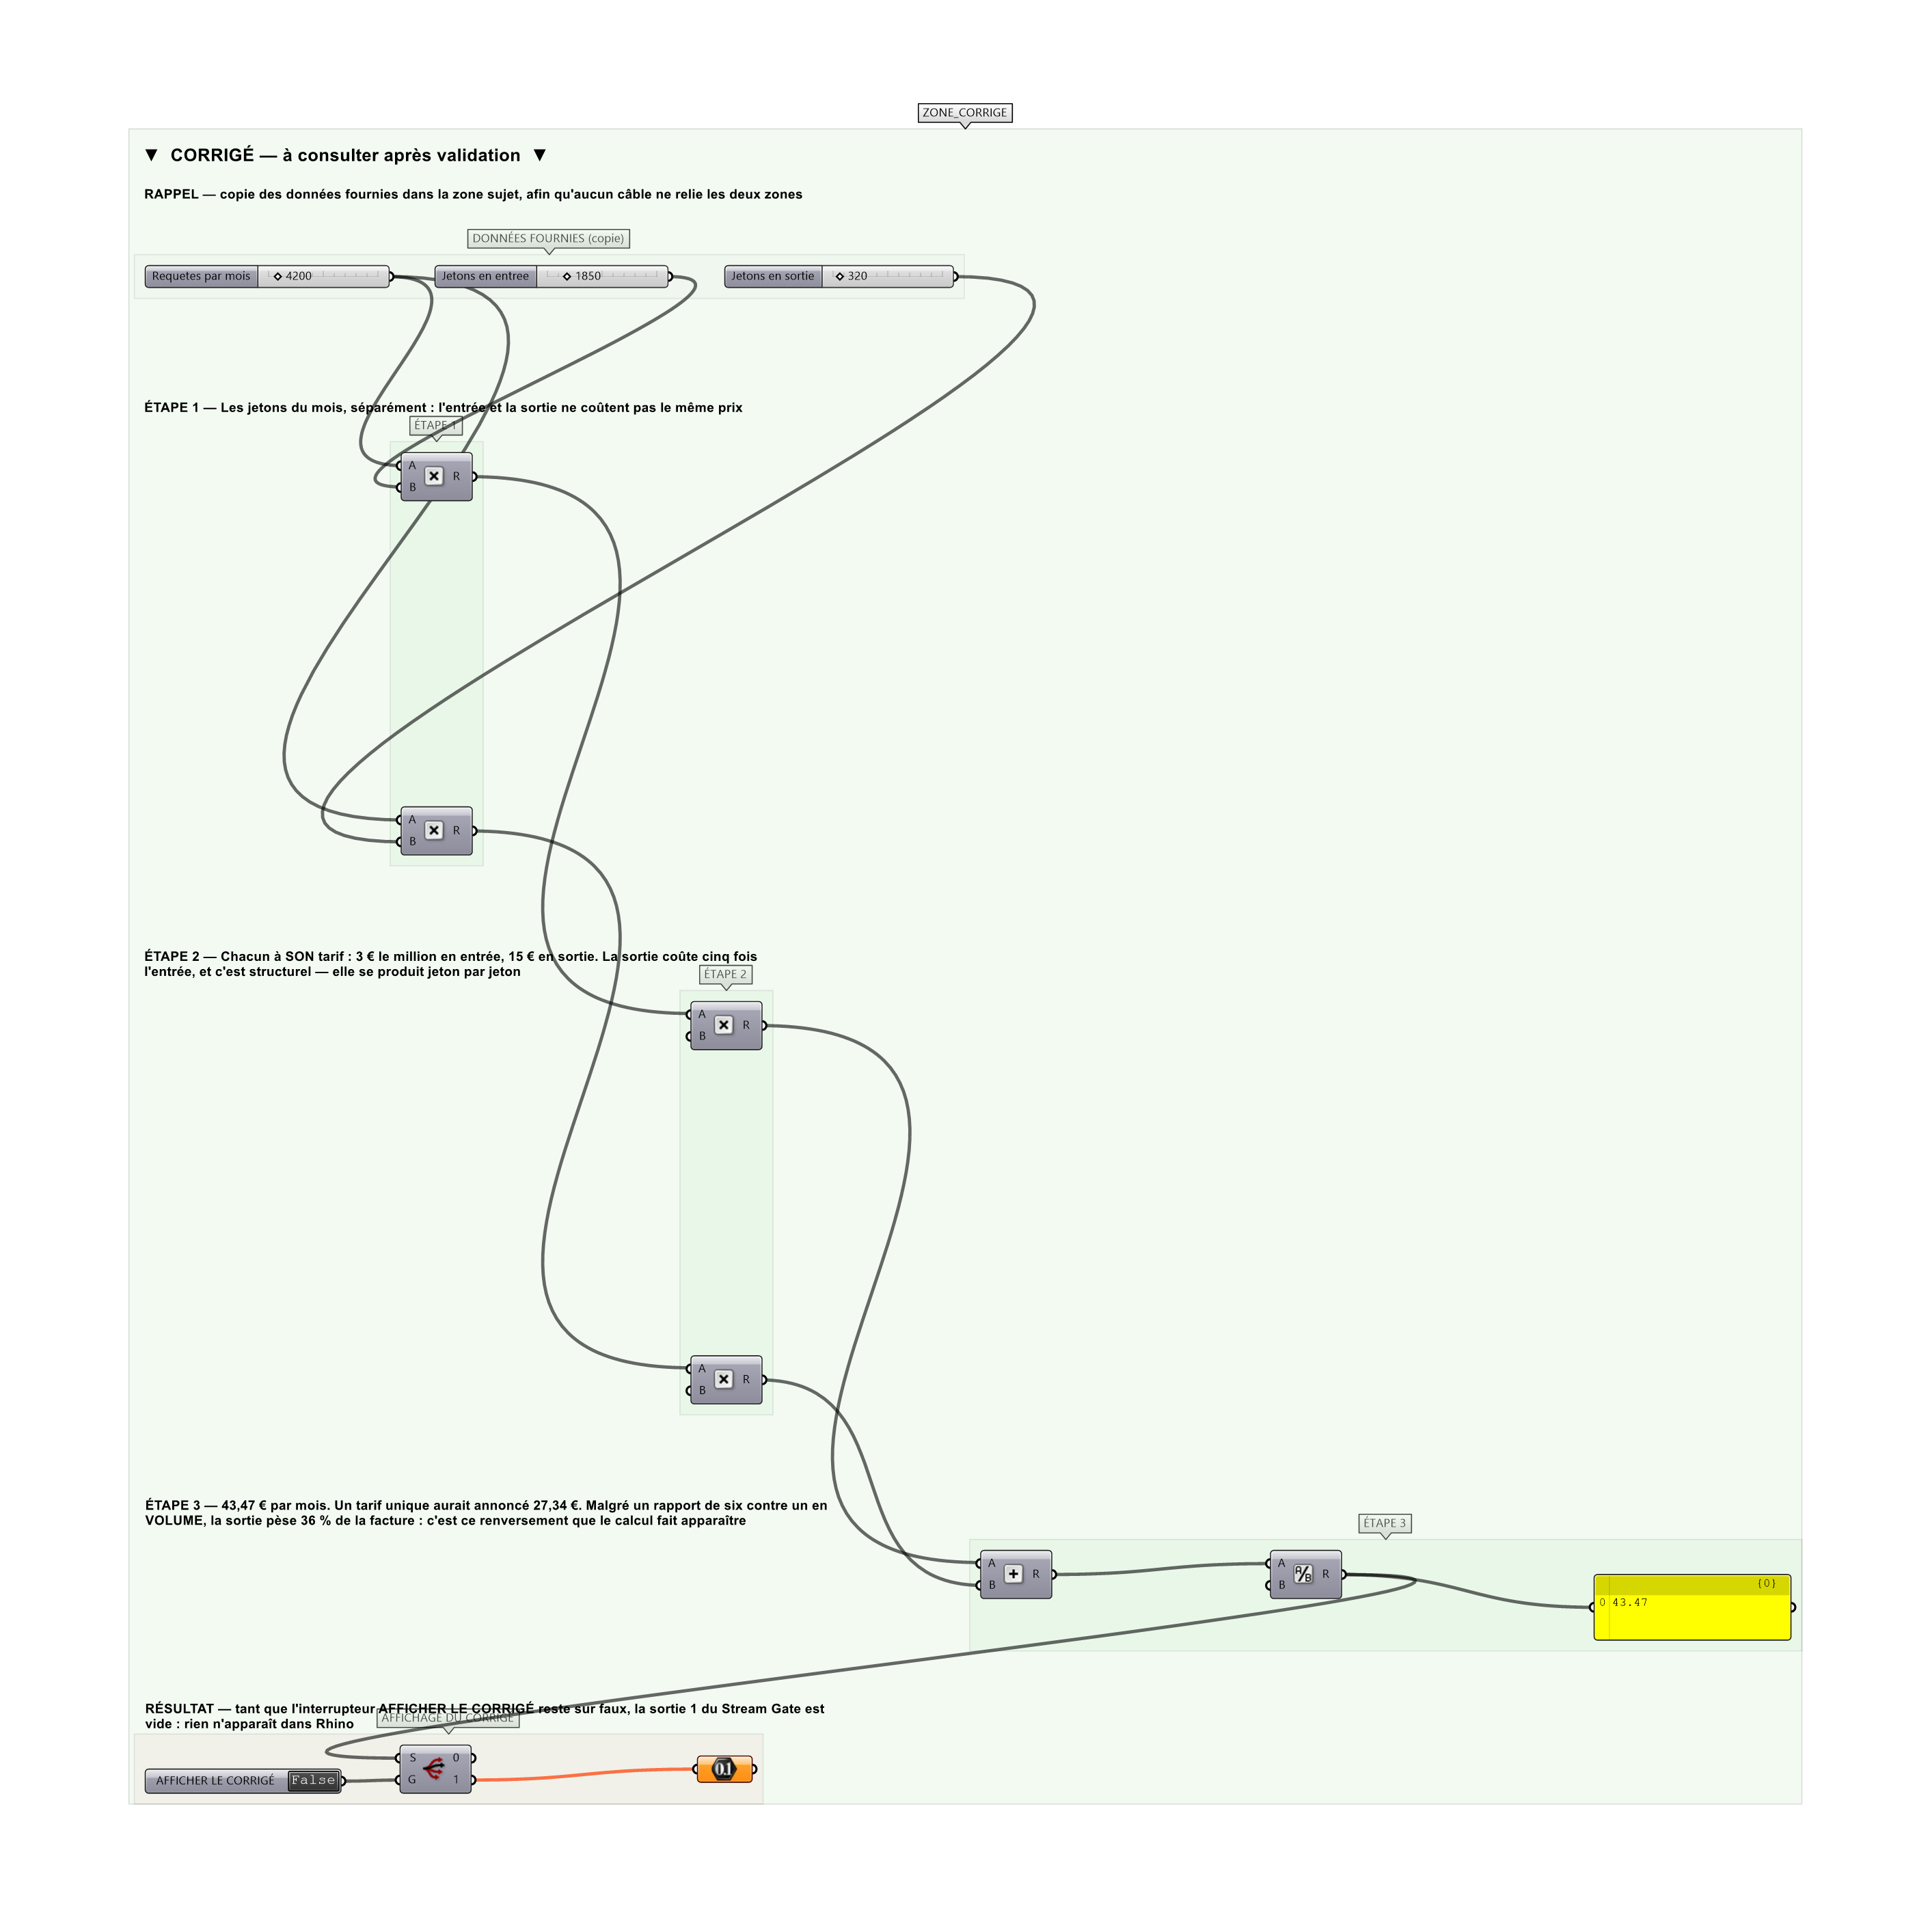 ZONE_CORRIGE
▼ CORRIGÉ — à consulter après validation ▼
RAPPEL — copie des données fournies dans la zone sujet, afin qu'aucun câble ne relie les deux zones
DONNÉES FOURNIES (copie)
Requetes par mois 4200
Jetons en entree 1850
Jetons en sortie 320
ÉTAPE 1 — Les jetons du mois, séparément : l'entrée et la sortie ne coûtent pas le même prix
ÉTAPE 1
A R
B
A R
B
ÉTAPE 2 — Chacun à SON tarif : 3 € le million en entrée, 15 € en sortie. La sortie coûte cinq fois
l'entrée, et c'est structurel — elle se produit jeton par jeton
ÉTAPE 2
A R
B
A R
B
ÉTAPE 3 — 43,47 € par mois. Un tarif unique aurait annoncé 27,34 €. Malgré un rapport de six contre un en
VOLUME, la sortie pèse 36 % de la facture : c'est ce renversement que le calcul fait apparaître
ÉTAPE 3
A R
B
A A/B R
B
{0}
0 43.47
RÉSULTAT — tant que l'interrupteur AFFICHER LE CORRIGÉ reste sur faux, la sortie 1 du Stream Gate est
vide : rien n'apparaît dans Rhino
AFFICHAGE DU CORRIGÉ
S 0
G 1
AFFICHER LE CORRIGÉ False
0.1